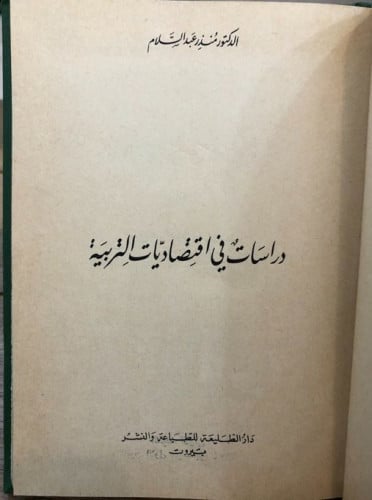 الدكتور منذر عبد السلام
دراسات في اقتصاديات التربية
دار الطليعة للطباعة والنشر
بيروت